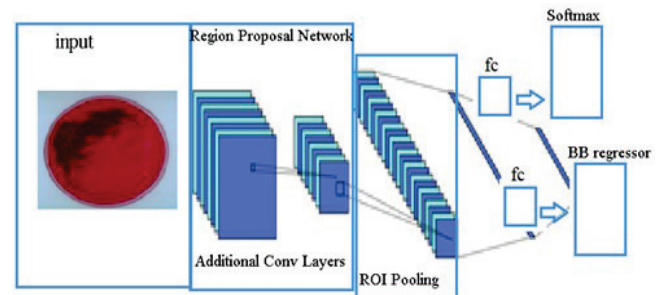 input
Region Proposal Network
Additional Conv Layers
ROI Pooling
fc
Softmax
fc
BB regressor